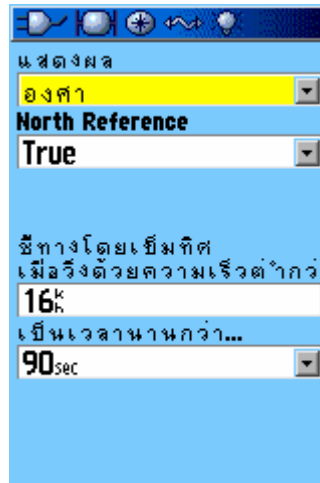 แสดงผล
องศา
North Reference
True
ชี้ทางโดยเข็มทิศ
เมื่อวิ่งด้วยความเร็วต่ำกว่
16 k/h
เป็นเวลานานกว่า...
90 sec